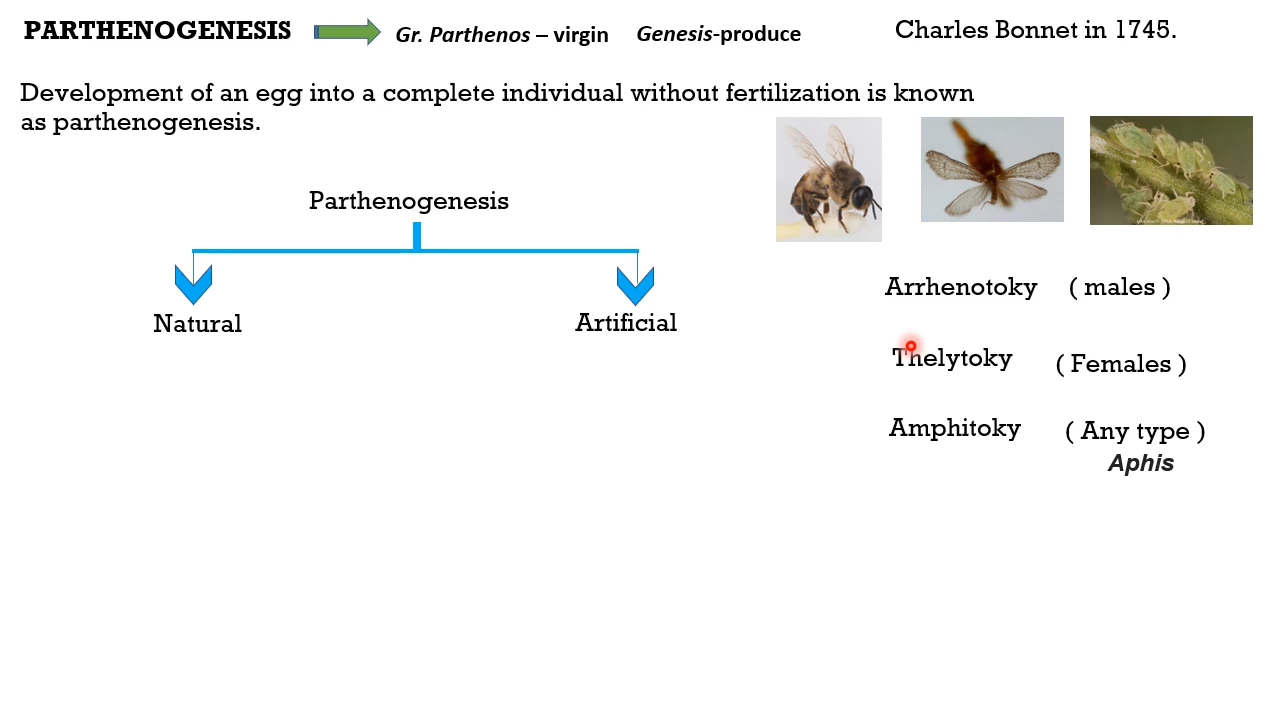 PARTHENOGENESIS Gr. Parthenos – virgin Genesis-produce Charles Bonnet in 1745.
Development of an egg into a complete individual without fertilization is known
as parthenogenesis.
Parthenogenesis
Natural
Artificial
Arrhenotoky ( males )
Thelytoky ( Females )
Amphitoky ( Any type )
Aphis